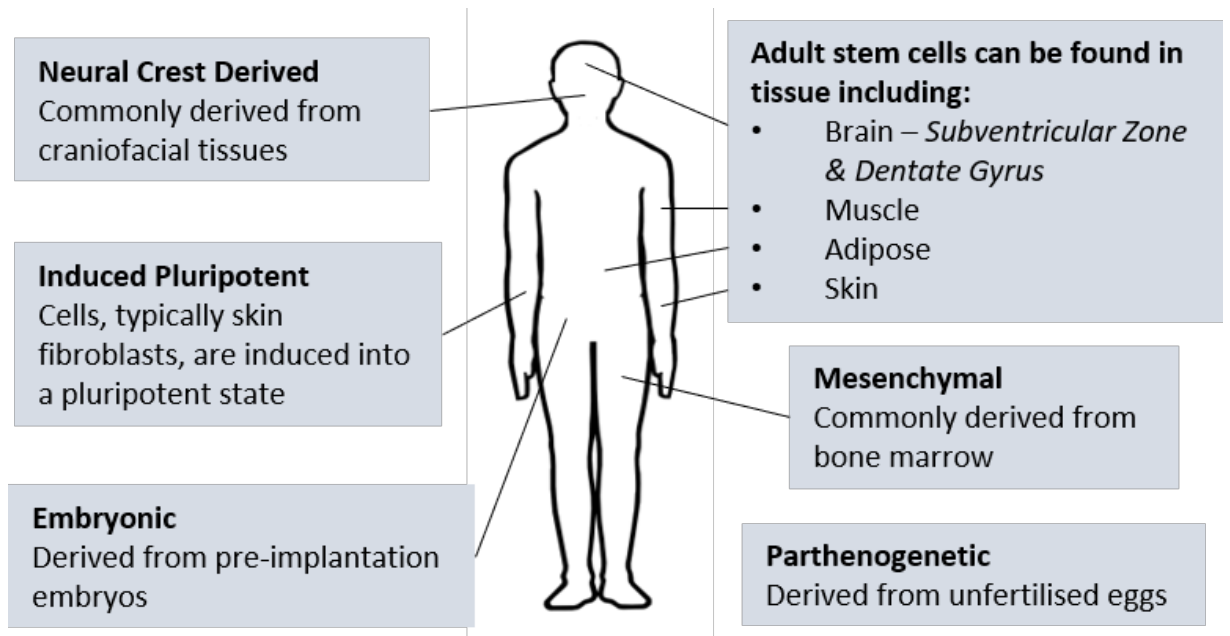 Neural Crest Derived
Commonly derived from
craniofacial tissues
Induced Pluripotent
Cells, typically skin
fibroblasts, are induced into
a pluripotent state
Embryonic
Derived from pre-implantation
embryos
Adult stem cells can be found in
tissue including:
• Brain – Subventricular Zone
& Dentate Gyrus
• Muscle
• Adipose
• Skin
Mesenchymal
Commonly derived from
bone marrow
Parthenogenetic
Derived from unfertilised eggs